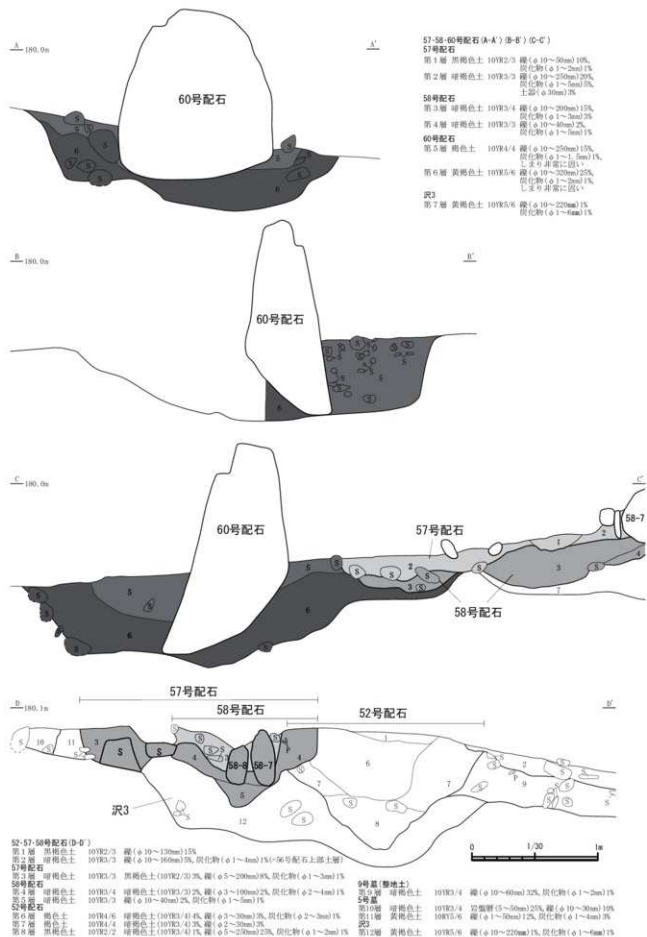 A
180.0m
A'
60号配石
S
5
6
57・58・60号配石(A-A')(B-B')(C-C')
57号配石
第1層 黒褐色土 10YR2/3 礫(φ10～50mm)10%,
炭化物(φ1～2mm)1%
第2層 暗褐色土 10YR3/3 礫(φ10～250mm)20%,
炭化物(φ1～5mm)5%
土器(φ30mm)3%
58号配石
第3層 暗褐色土 10YR3/4 礫(φ10～200mm)15%,
炭化物(φ1～3mm)3%
第4層 暗褐色土 10YR3/3 礫(φ10～40mm)2%,
炭化物(φ1～5mm)1%
60号配石
第5層 褐色土 10YR4/4 礫(φ10～250mm)15%,
炭化物(φ1～1.5mm)1%,
しまり非常に固い
第6層 黄褐色土 10YR5/6 礫(φ10～320mm)25%,
炭化物(φ1～2mm)1%
しまり非常に固い
沢3
第7層 黄褐色土 10YR5/6 礫(φ10～220mm)1%
炭化物(φ1～6mm)1%
B
180.0m
B'
60号配石
S
5
6
C
180.0m
C'
60号配石
57号配石
58号配石
58-7
1
2
3
4
5
6
7
S
D
180.1m
D'
57号配石
58号配石
52号配石
58-8
58-7
沢3
10
11
3
4
5
12
1
6
7
8
2
9
S
P
52・57・58号配石(D-D')
第1層 黒褐色土 10YR2/3 礫(φ10～130mm)15%
第2層 暗褐色土 10YR3/3 礫(φ10～160mm)5%, 炭化物(φ1～4mm)1%(~56号配石上部土層)
57号配石
第3層 暗褐色土 10YR3/3 黒褐色土(10YR2/3)3%, 礫(φ5～200mm)8%, 炭化物(φ1～3mm)1%
58号配石
第4層 暗褐色土 10YR3/4 暗褐色土(10YR3/3)2%, 礫(φ3～100mm)2%, 炭化物(φ2～4mm)1%
第5層 暗褐色土 10YR3/3 礫(φ10～40mm)2%, 炭化物(φ1～5mm)1%
52号配石
第6層 褐色土 10YR4/6 暗褐色土(10YR3/4)4%, 礫(φ3～30mm)3%, 炭化物(φ2～3mm)1%
第7層 褐色土 10YR4/4 暗褐色土(10YR3/4)3%, 礫(φ2～50mm)3%
第8層 黒褐色土 10YR2/2 暗褐色土(10YR3/4)1%, 礫(φ5～250mm)25%, 炭化物(φ1～2mm)1%
0
1/30
1m
9号墓(整地土)
第9層 暗褐色土 10YR3/4 礫(φ10～60mm)32%, 炭化物(φ1～2mm)1%
5号墓
第10層 暗褐色土 10YR3/4 岩盤礫(5～50mm)25%, 礫(φ10～30mm)10%
第11層 黄褐色土 10YR5/6 礫(φ1～50mm)12%, 炭化物(φ1～4mm)3%
沢3
第12層 黄褐色土 10YR5/6 礫(φ10～220mm)1%, 炭化物(φ1～6mm)1%